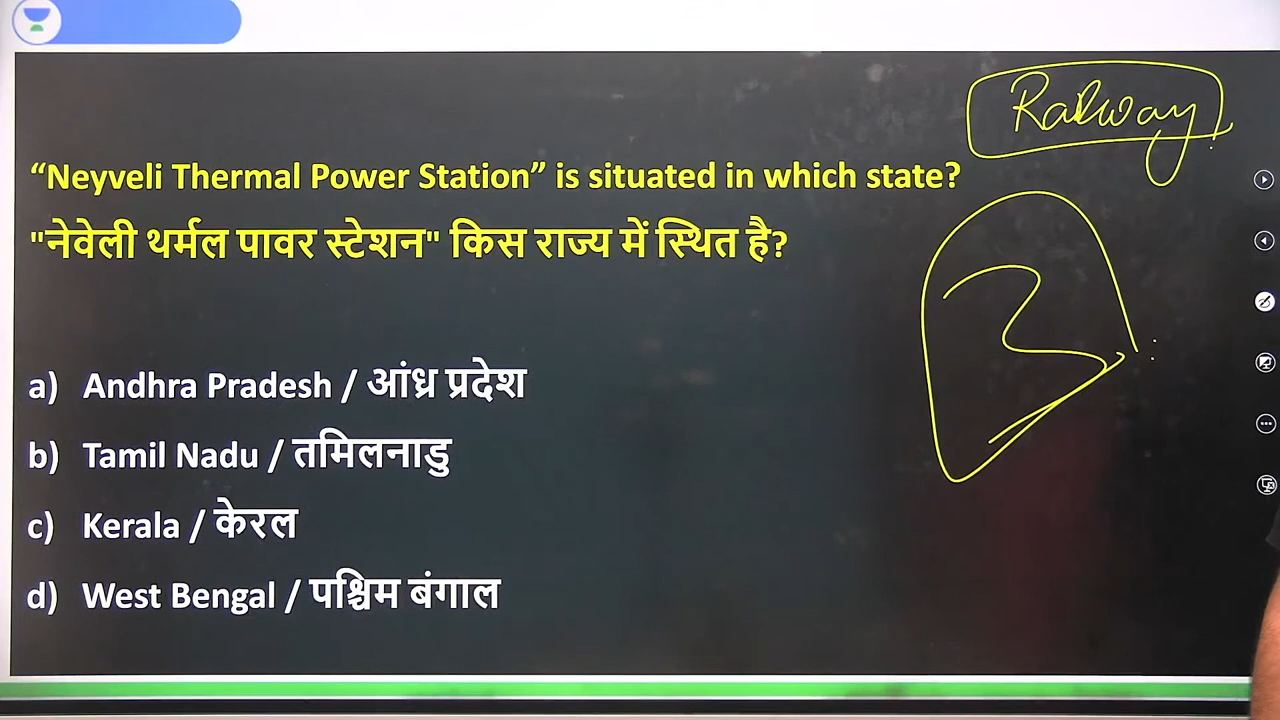 Railway
“Neyveli Thermal Power Station” is situated in which state?
"नेवेली थर्मल पावर स्टेशन" किस राज्य में स्थित है?
a) Andhra Pradesh / आंध्र प्रदेश
b) Tamil Nadu / तमिलनाडु
c) Kerala / केरल
d) West Bengal / पश्चिम बंगाल